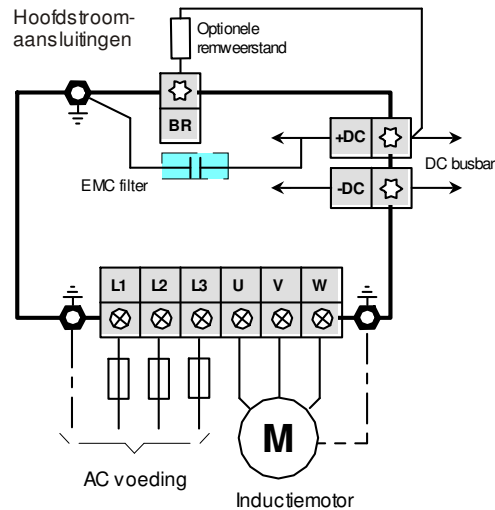 Hoofdstroom-
aansluitingen
Optionele
remweerstand
BR
+DC
DC busbar
EMC filter
-DC
L1 L2 L3 U V W
M
AC voeding
Inductiemotor